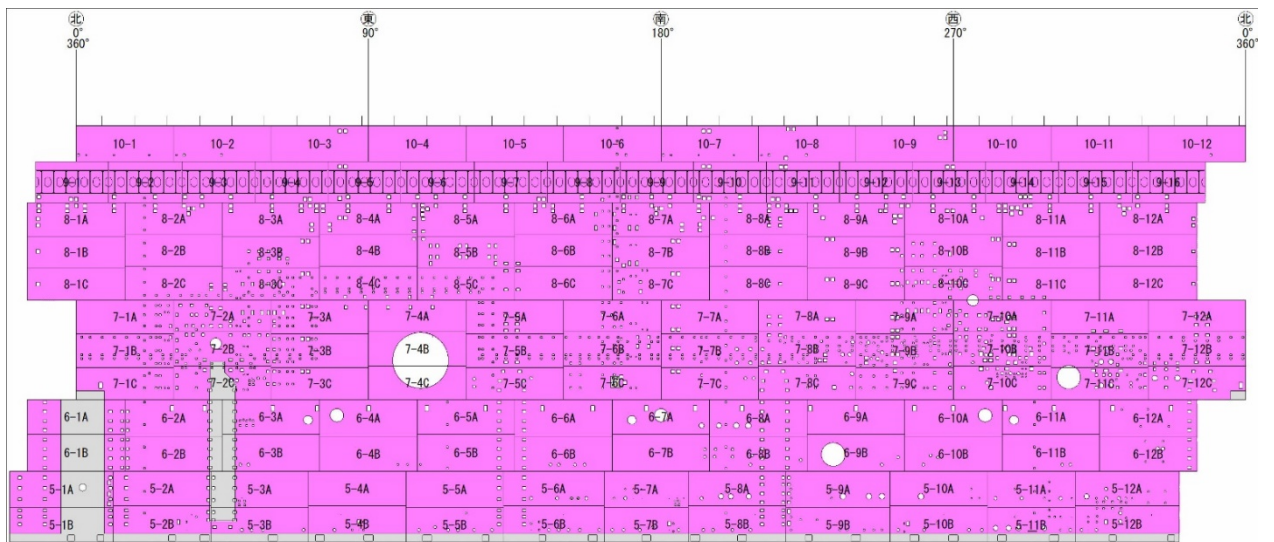 北 東 南 西 北
0° 90° 180° 270° 0°
360° 360°
10-1 10-2 10-3 10-4 10-5 10-6 10-7 10-8 10-9 10-10 10-11 10-12
9-1 9-2 9-3 9-4 9-5 9-6 9-7 9-8 9-9 9-10 9-11 9-12 9-13 9-14 9-15 9-16
8-1A 8-2A 8-3A 8-4A 8-5A 8-6A 8-7A 8-8A 8-9A 8-10A 8-11A 8-12A
8-1B 8-2B 8-3B 8-4B 8-5B 8-6B 8-7B 8-8B 8-9B 8-10B 8-11B 8-12B
8-1C 8-2C 8-3C 8-4C 8-5C 8-6C 8-7C 8-8C 8-9C 8-10C 8-11C 8-12C
7-1A 7-2A 7-3A 7-4A 7-5A 7-6A 7-7A 7-8A 7-9A 7-10A 7-11A 7-12A
7-1B 7-2B 7-3B 7-4B 7-5B 7-6B 7-7B 7-8B 7-9B 7-10B 7-11B 7-12B
7-1C 7-2C 7-3C 7-4C 7-5C 7-6C 7-7C 7-8C 7-9C 7-10C 7-11C 7-12C
6-1A 6-2A 6-3A 6-4A 6-5A 6-6A 6-7A 6-8A 6-9A 6-10A 6-11A 6-12A
6-1B 6-2B 6-3B 6-4B 6-5B 6-6B 6-7B 6-8B 6-9B 6-10B 6-11B 6-12B
5-1A 5-2A 5-3A 5-4A 5-5A 5-6A 5-7A 5-8A 5-9A 5-10A 5-11A 5-12A
5-1B 5-2B 5-3B 5-4B 5-5B 5-6B 5-7B 5-8B 5-9B 5-10B 5-11B 5-12B